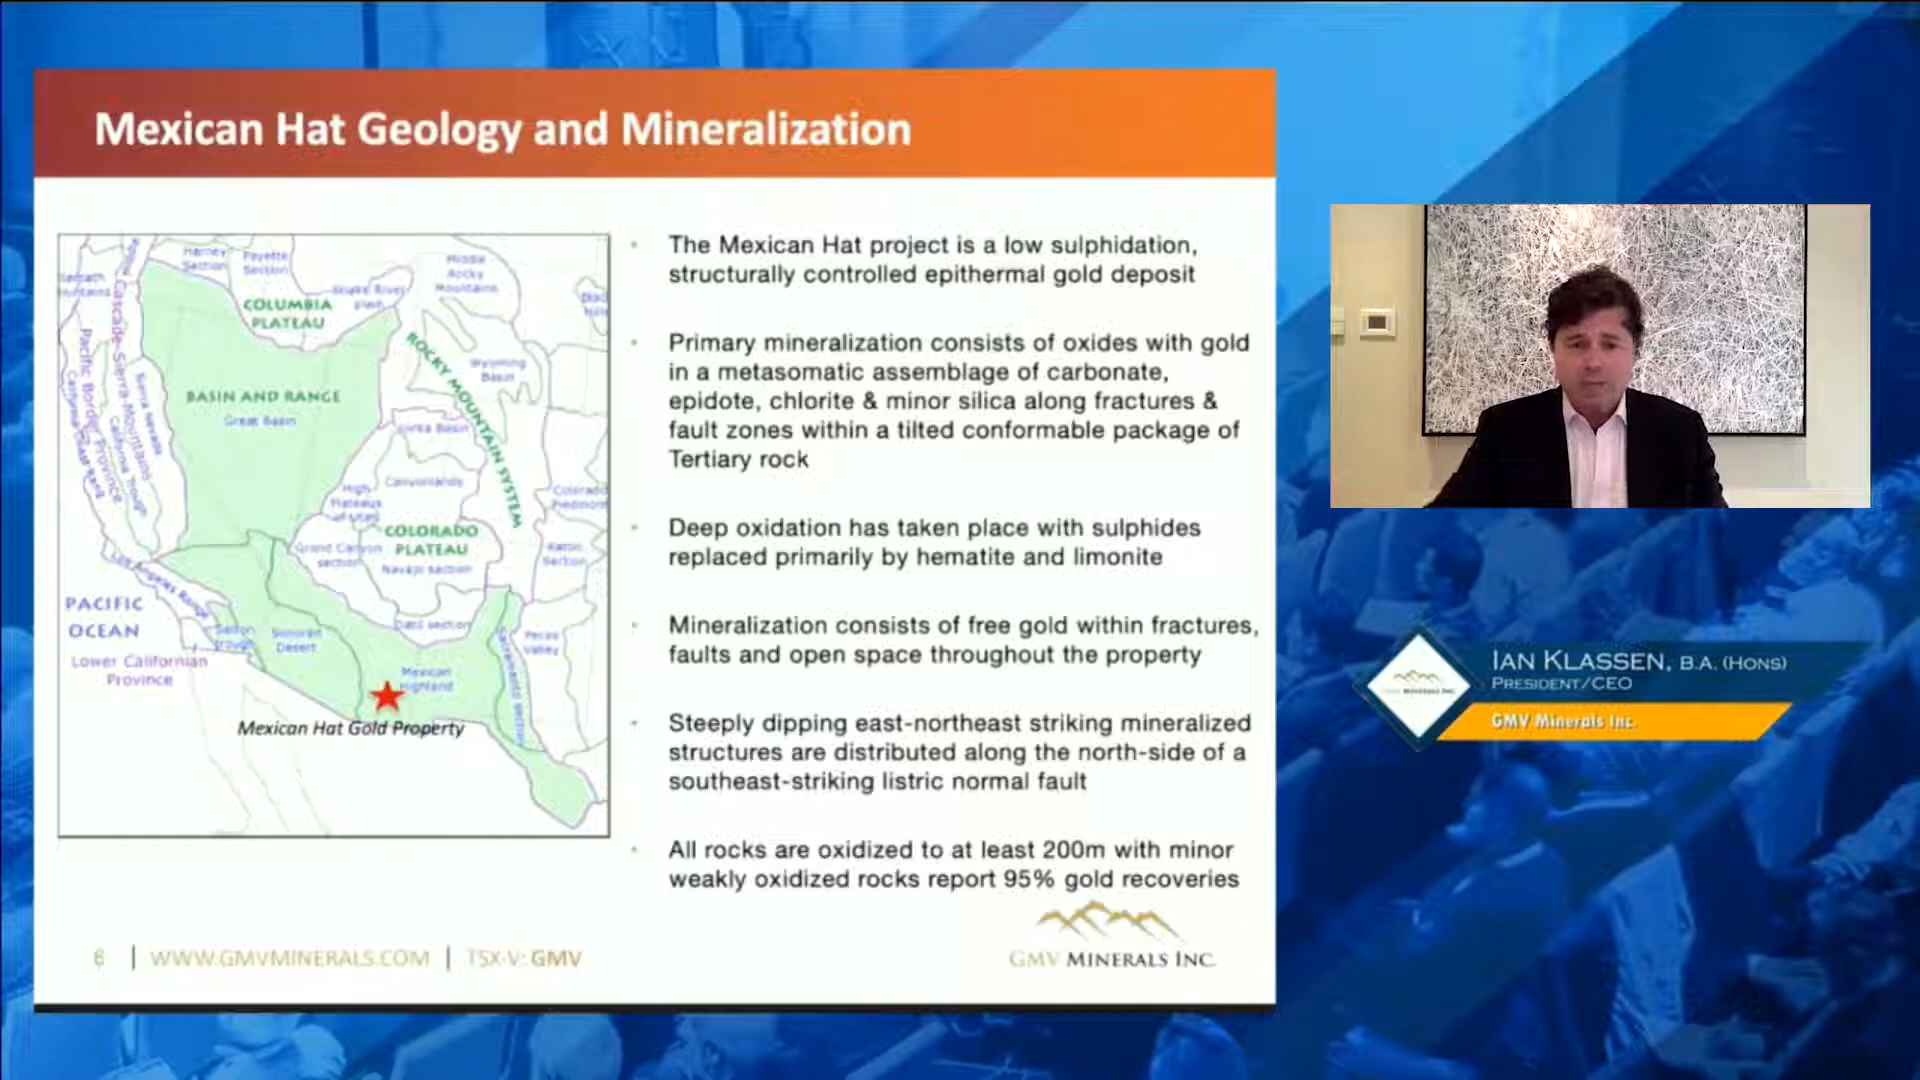 Mexican Hat Geology and Mineralization
Harney
Section
Payette
Section
Middle
Rocky
Mountains
Snake River
plain
COLUMBIA
PLATEAU
Cascade-Sierra Mountains
Pacific Border Province
Sierra Nevada
California Trough
ROCKY MOUNTAIN SYSTEM
Wyoming
Basin
BASIN AND RANGE
Great Basin
Uinta Basin
Canyonlands
High
Plateaus
of Utah
Colorado
Piedmont
COLORADO
PLATEAU
Grand Canyon
section
Navajo section
Raton
Section
Los Angeles Range
PACIFIC
OCEAN
Salton
Trough
Sonoran
Desert
Datil section
Sacramento section
Pecos
Valley
Lower Californian
Province
Mexican
Highland
Mexican Hat Gold Property
The Mexican Hat project is a low sulphidation,
structurally controlled epithermal gold deposit
Primary mineralization consists of oxides with gold
in a metasomatic assemblage of carbonate,
epidote, chlorite & minor silica along fractures &
fault zones within a tilted conformable package of
Tertiary rock
Deep oxidation has taken place with sulphides
replaced primarily by hematite and limonite
Mineralization consists of free gold within fractures,
faults and open space throughout the property
Steeply dipping east-northeast striking mineralized
structures are distributed along the north-side of a
southeast-striking listric normal fault
All rocks are oxidized to at least 200m with minor
weakly oxidized rocks report 95% gold recoveries
6 | WWW.GMVMINERALS.COM | TSX-V: GMV
GMV MINERALS INC.
IAN KLASSEN, B.A. (HONS)
PRESIDENT/CEO
GMV Minerals Inc.